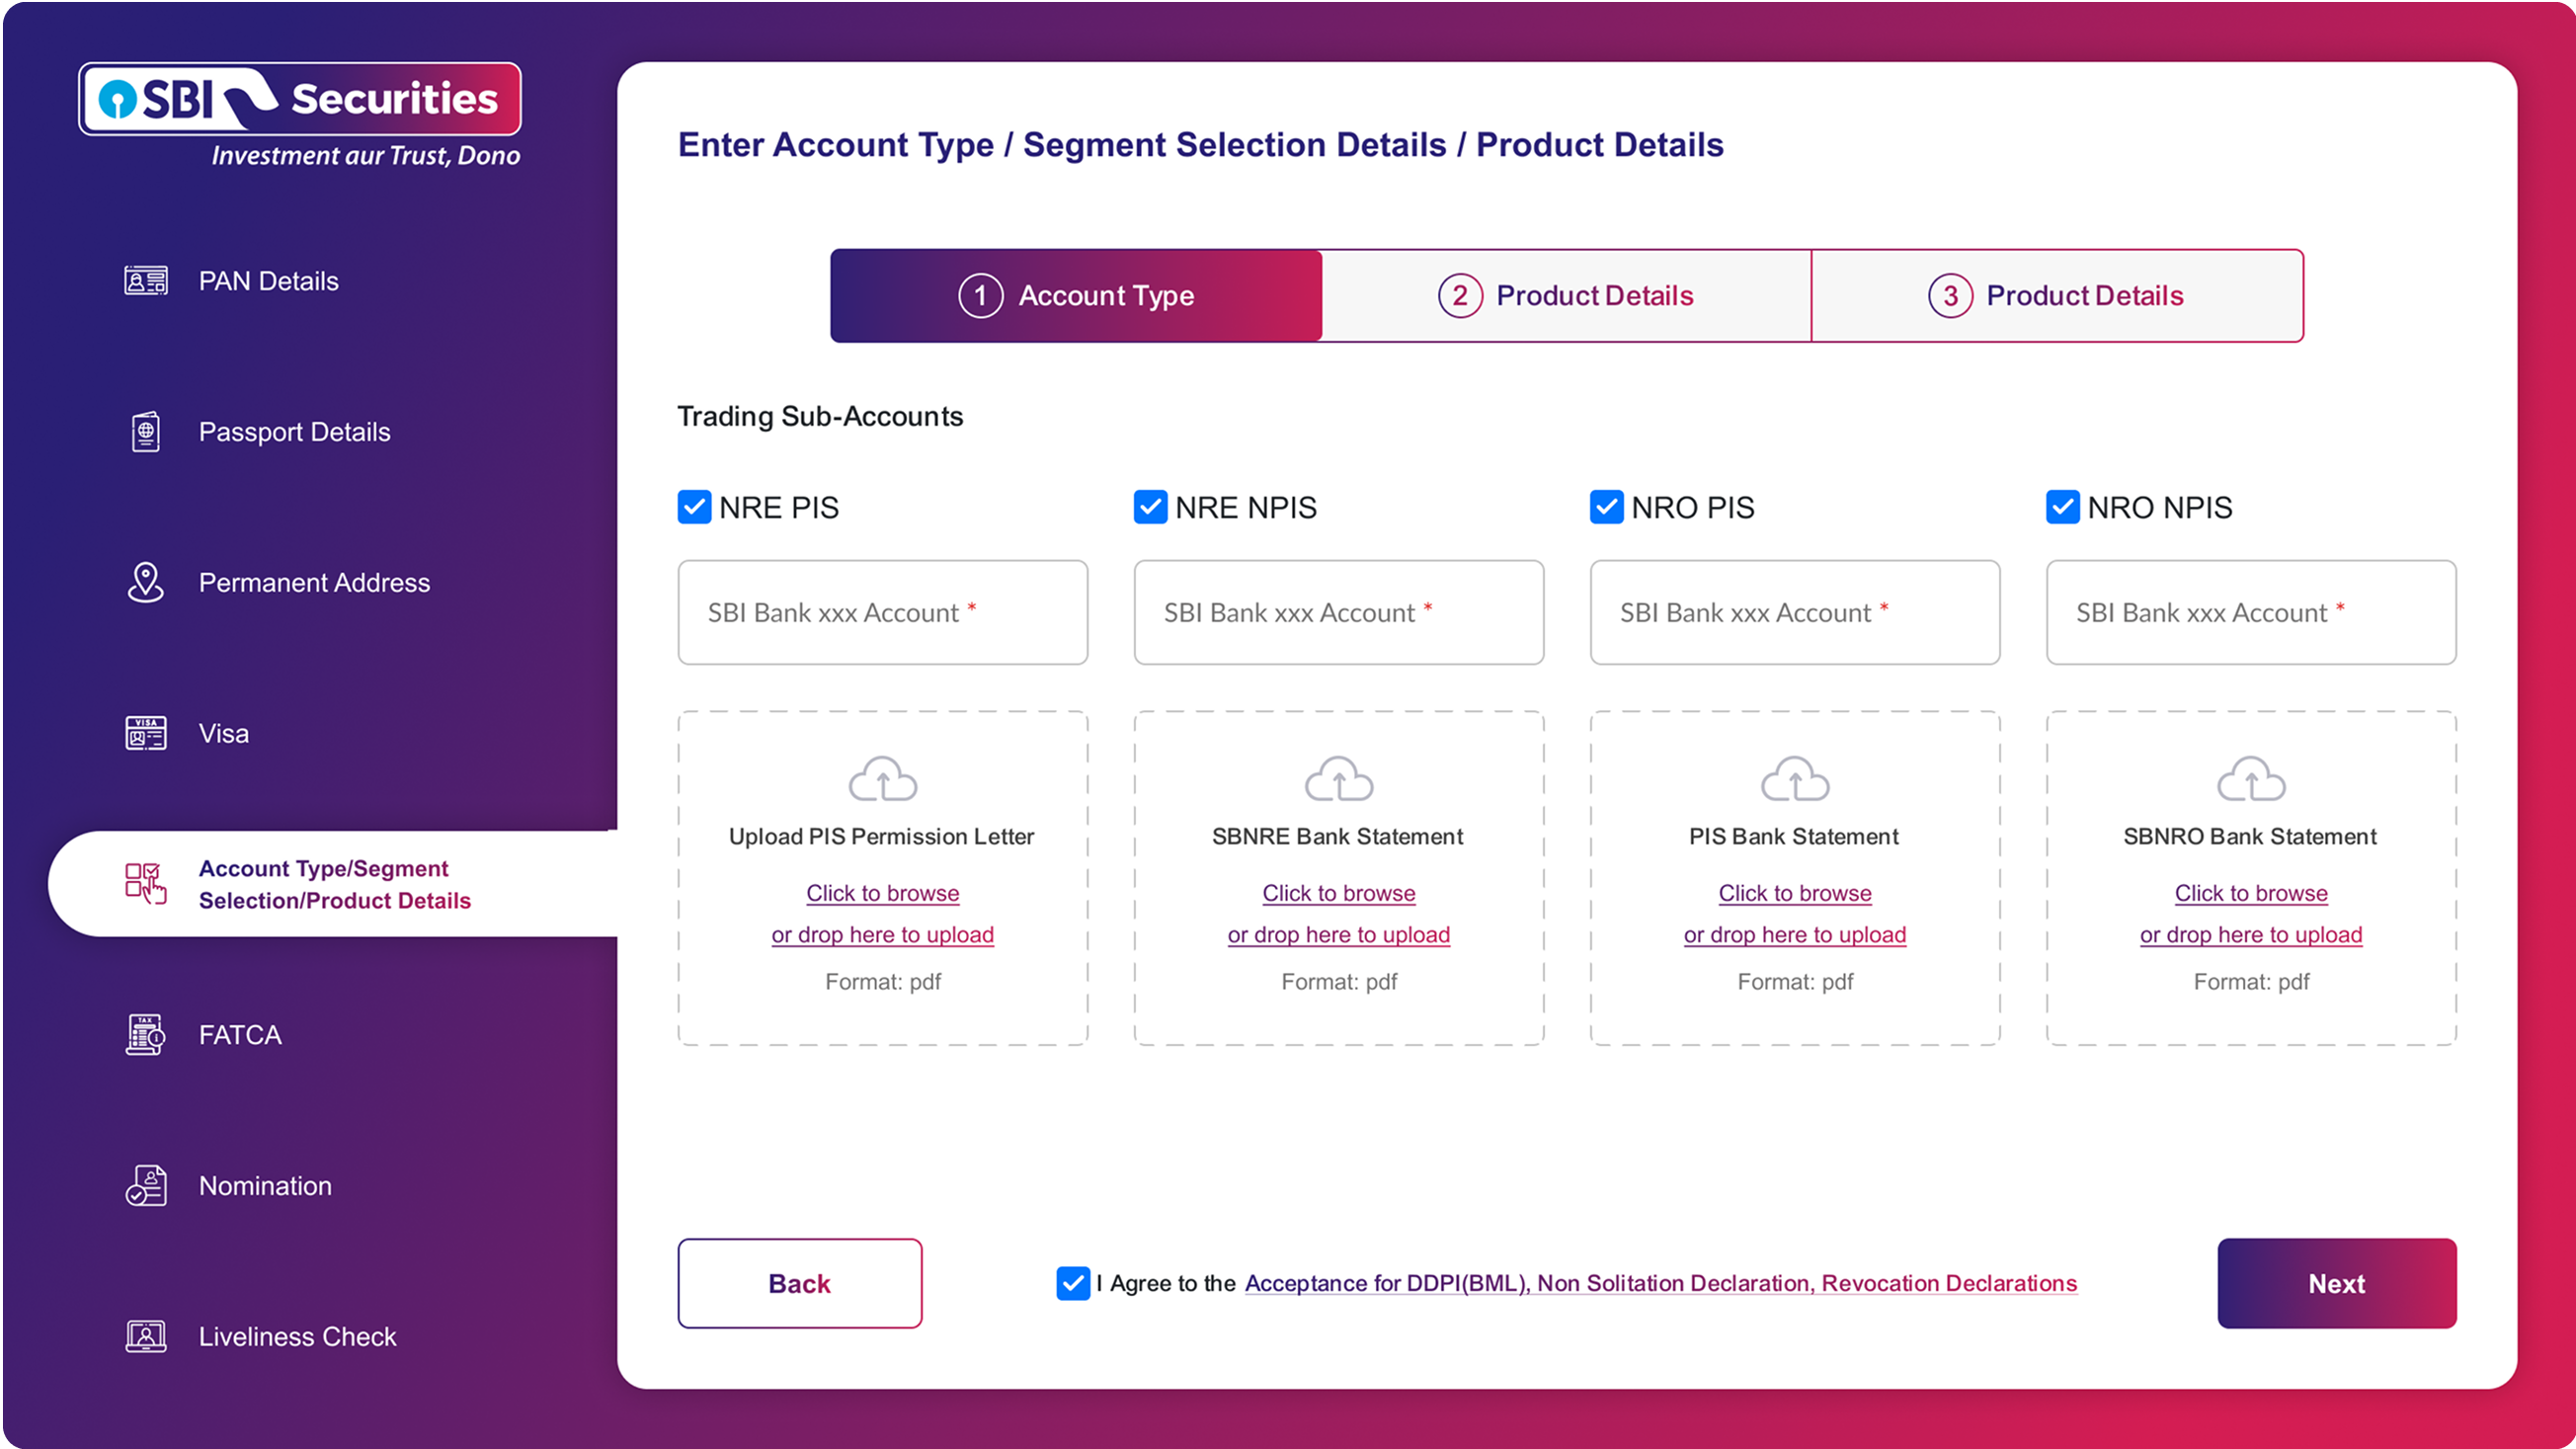 SBI Securities
Investment aur Trust, Dono
PAN Details
Passport Details
Permanent Address
VISA
Visa
Account Type/Segment
Selection/Product Details
TAX
FATCA
Nomination
Liveliness Check
Enter Account Type / Segment Selection Details / Product Details
1 Account Type
2 Product Details
3 Product Details
Trading Sub-Accounts
NRE PIS
NRE NPIS
NRO PIS
NRO NPIS
SBI Bank xxx Account *
SBI Bank xxx Account *
SBI Bank xxx Account *
SBI Bank xxx Account *
Upload PIS Permission Letter
Click to browse
or drop here to upload
Format: pdf
SBNRE Bank Statement
Click to browse
or drop here to upload
Format: pdf
PIS Bank Statement
Click to browse
or drop here to upload
Format: pdf
SBNRO Bank Statement
Click to browse
or drop here to upload
Format: pdf
Back
I Agree to the Acceptance for DDPI(BML), Non Solitation Declaration, Revocation Declarations
Next